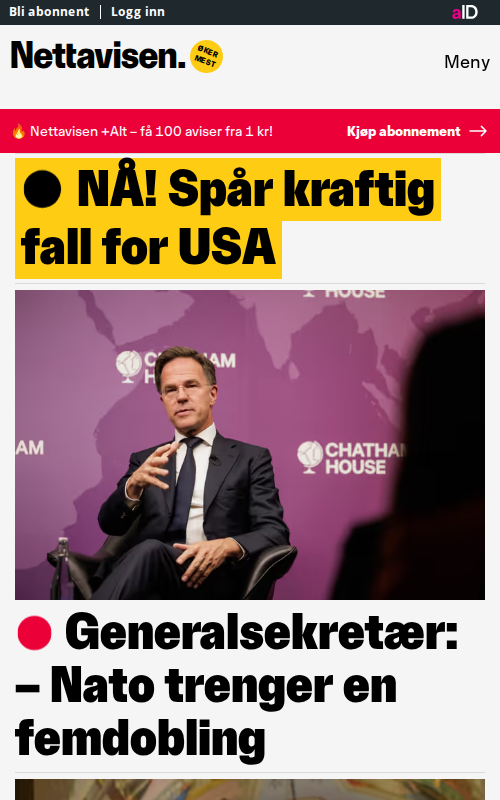 Bli abonnent | Logg inn
aID
Nettavisen.
ØKER
MEST
Meny
🔥 Nettavisen +Alt – få 100 aviser fra 1 kr!
Kjøp abonnement →
NÅ! Spår kraftig
fall for USA
HOUSE
CHATHAM
CHATHAM
HOUSE
AM
Generalsekretær:
– Nato trenger en
femdobling